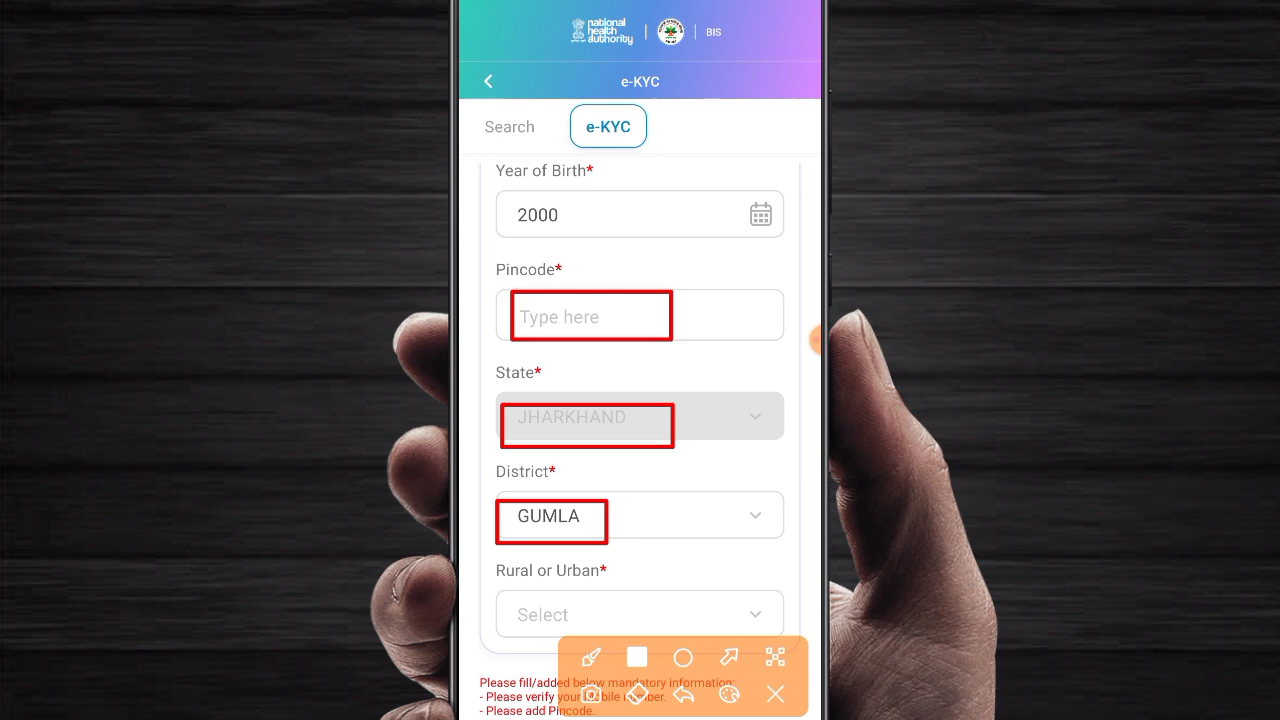 national
health
authority
BIS
e-KYC
Search
e-KYC
Year of Birth*
2000
Pincode*
Type here
State*
JHARKHAND
District*
GUMLA
Rural or Urban*
Select
Please fill/added below mandatory information:
- Please verify your Mobile number.
- Please add Pincode.